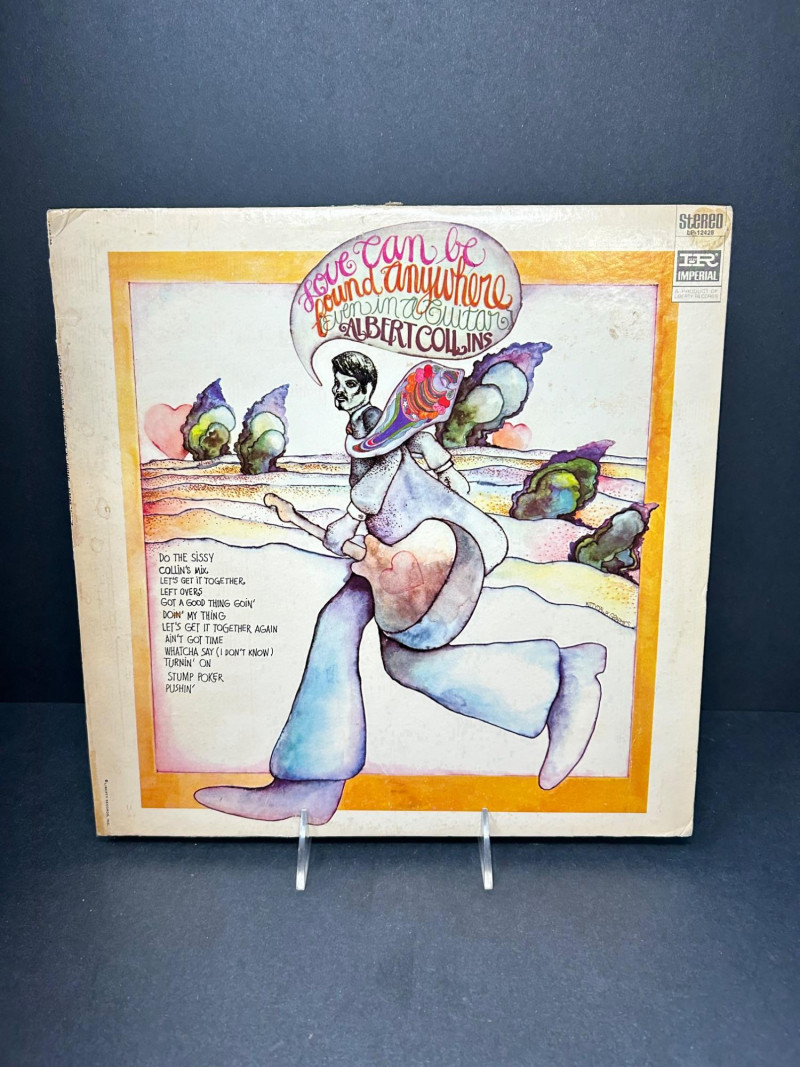 Love can be
found anywhere
Even in a Guitar
ALBERT COLLINS
STEREO
LP-12428
IR
IMPERIAL
A PRODUCT OF
LIBERTY RECORDS
DO THE SISSY
COLLIN'S MIX
LET'S GET IT TOGETHER
LEFT OVERS
GOT A GOOD THING GOIN'
DOIN' MY THING
LET'S GET IT TOGETHER AGAIN
AIN'T GOT TIME
WHATCHA SAY (I DON'T KNOW)
TURNIN' ON
STUMP POKER
PUSHIN'